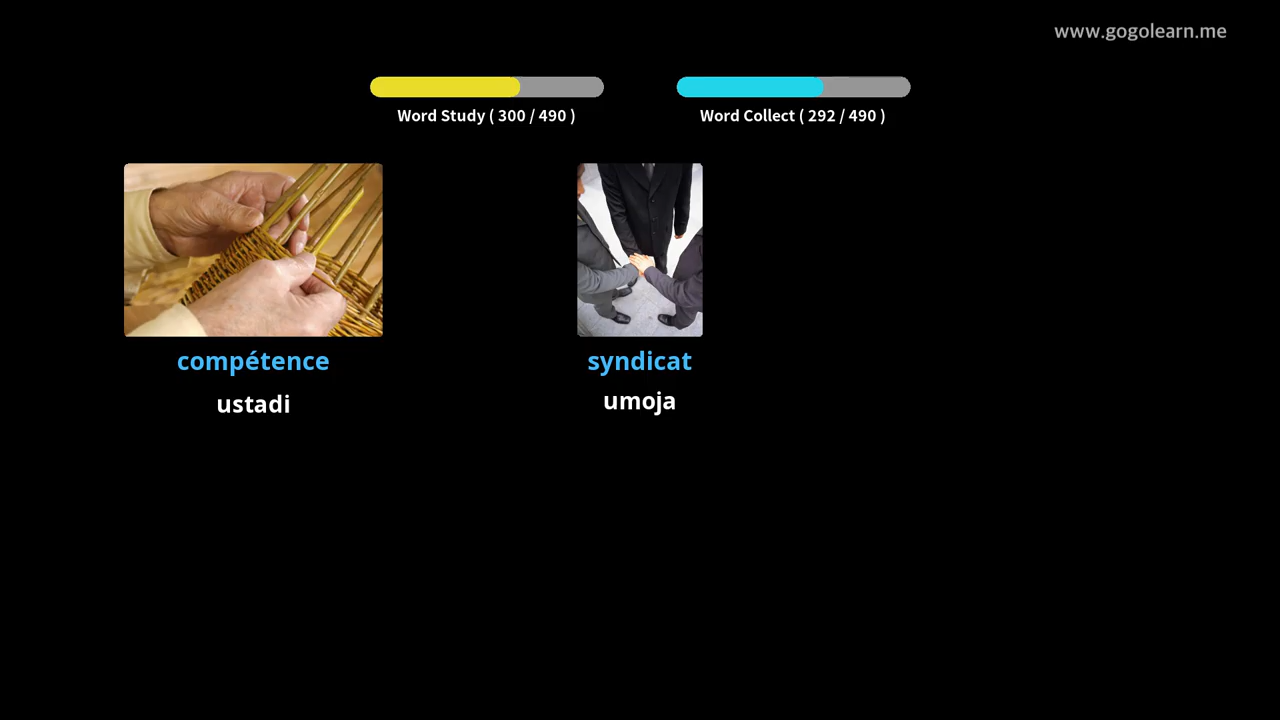 www.gogolearn.me
Word Study ( 300 / 490 )
Word Collect ( 292 / 490 )
compétence
syndicat
ustadi
umoja